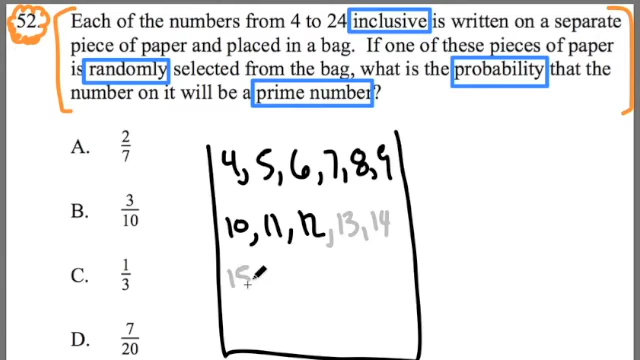 52. Each of the numbers from 4 to 24 inclusive is written on a separate
piece of paper and placed in a bag. If one of these pieces of paper
is randomly selected from the bag, what is the probability that the
number on it will be a prime number?
A. 2/7
B. 3/10
C. 1/3
D. 7/20
4, 5, 6, 7, 8, 9
10, 11, 12, 13, 14
15